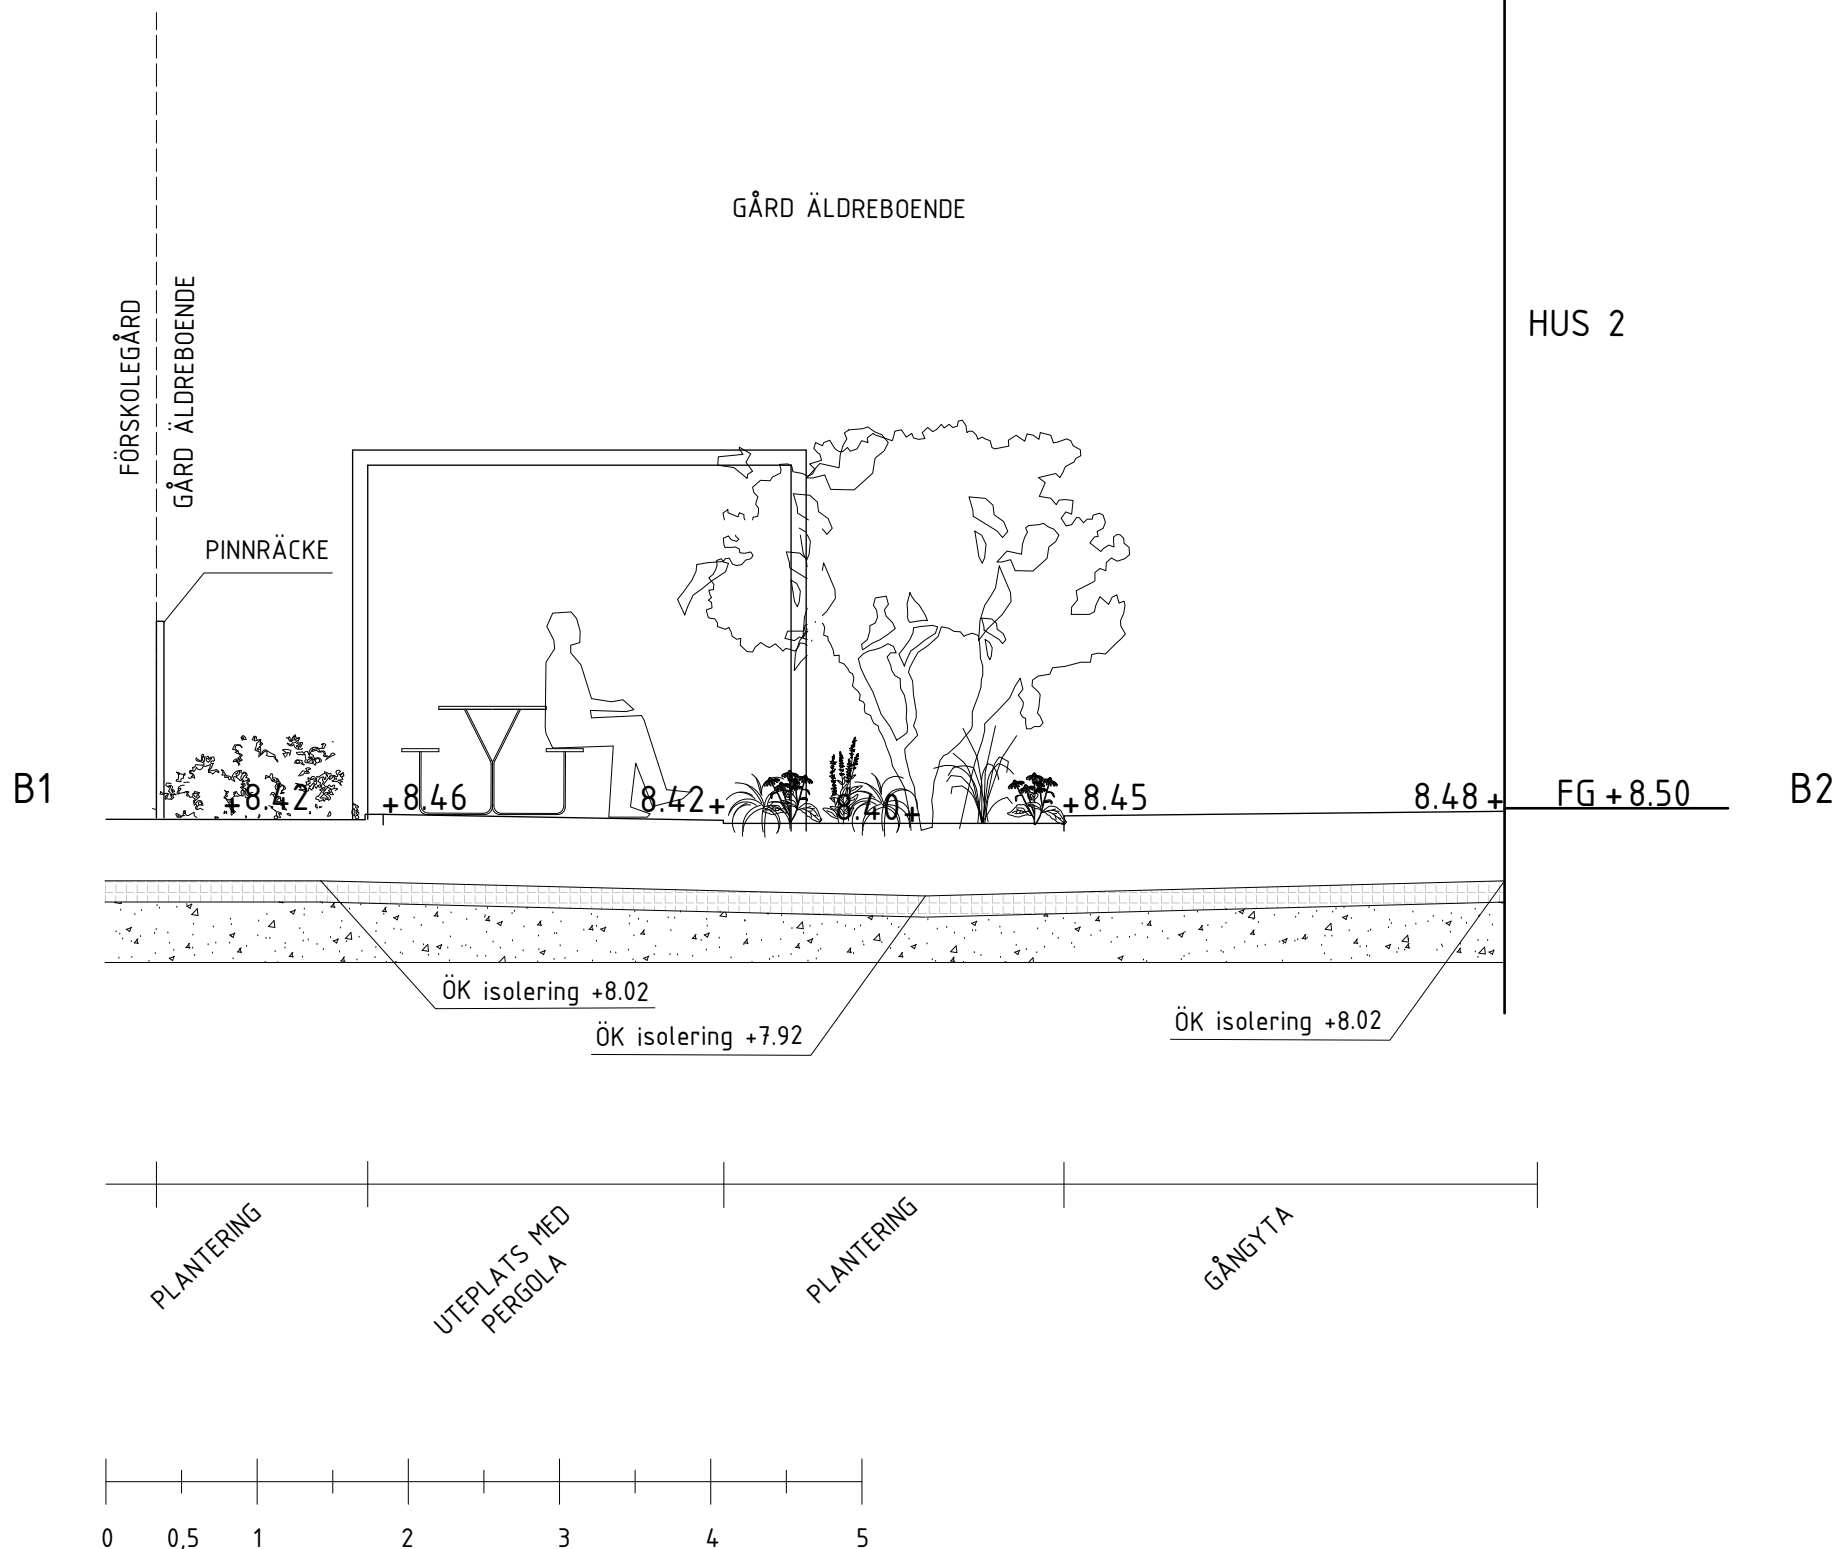 GÅRD ÄLDREBOENDE
FÖRSKOLEGÅRD
GÅRD ÄLDREBOENDE
HUS 2
PINNRÄCKE
B1
+8.42
+8.46
8.42+
8.40+
+8.45
8.48+
FG +8.50
B2
ÖK isolering +8.02
ÖK isolering +7.92
ÖK isolering +8.02
PLANTERING
UTEPLATS MED
PERGOLA
PLANTERING
GÅNGYTA
0 0,5 1 2 3 4 5